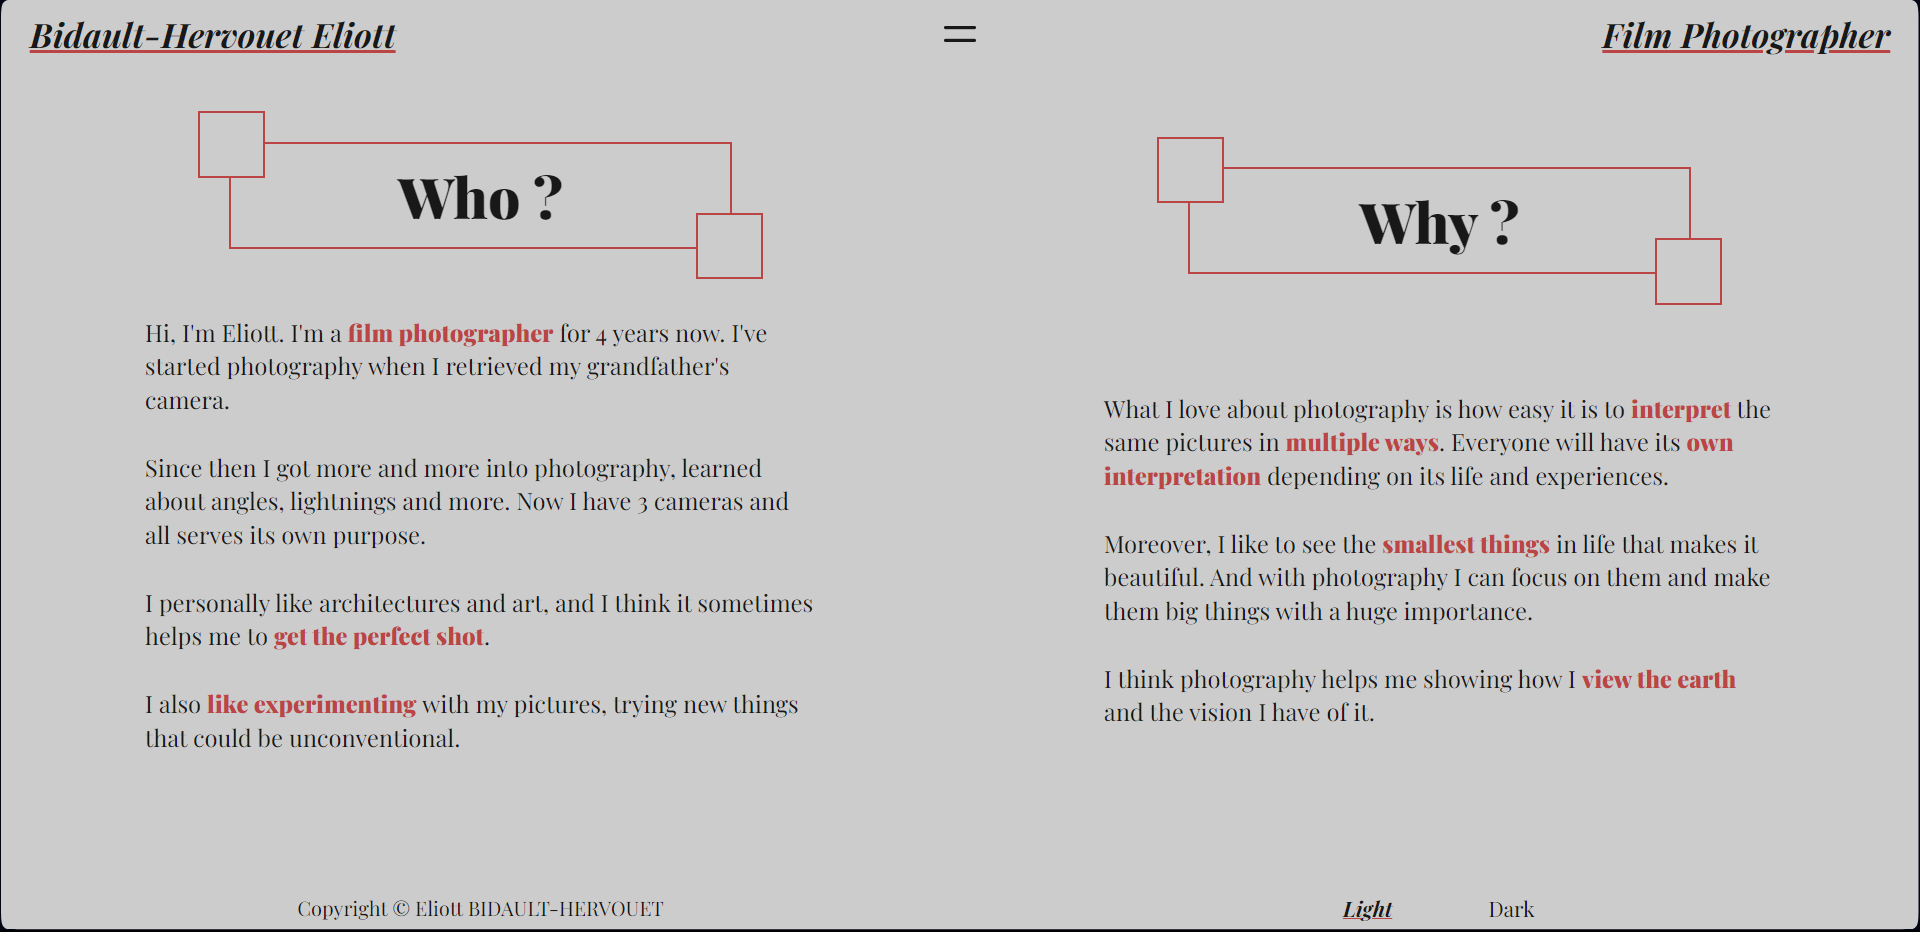 Bidault-Hervouet Eliott
Film Photographer
Who ?
Hi, I'm Eliott. I'm a film photographer for 4 years now. I've
started photography when I retrieved my grandfather's
camera.
Since then I got more and more into photography, learned
about angles, lightnings and more. Now I have 3 cameras and
all serves its own purpose.
I personally like architectures and art, and I think it sometimes
helps me to get the perfect shot.
I also like experimenting with my pictures, trying new things
that could be unconventional.
Why ?
What I love about photography is how easy it is to interpret the
same pictures in multiple ways. Everyone will have its own
interpretation depending on its life and experiences.
Moreover, I like to see the smallest things in life that makes it
beautiful. And with photography I can focus on them and make
them big things with a huge importance.
I think photography helps me showing how I view the earth
and the vision I have of it.
Copyright © Eliott BIDAULT-HERVOUET
Light
Dark